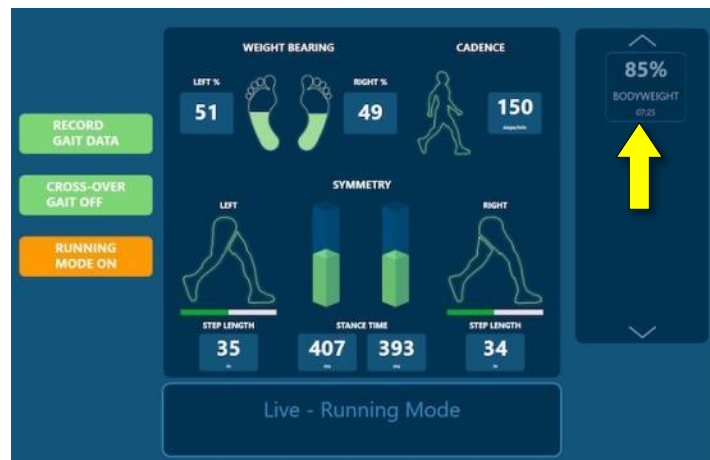 WEIGHT BEARING
CADENCE
LEFT %
RIGHT %
51
49
150
85%
BODYWEIGHT
07:25
RECORD
GAIT DATA
CROSS-OVER
GAIT OFF
RUNNING
MODE ON
SYMMETRY
LEFT
RIGHT
STEP LENGTH
STANCE TIME
STEP LENGTH
35
407
393
34
Live - Running Mode